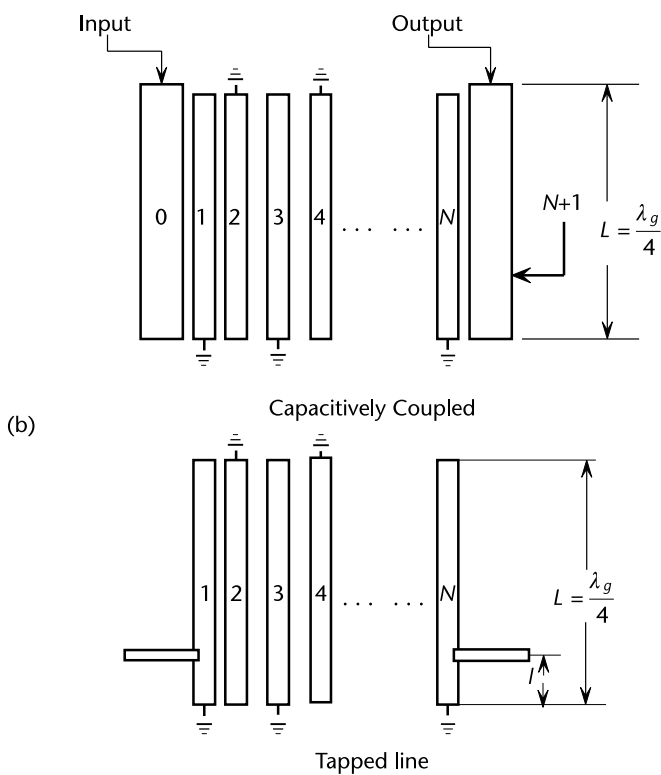 Input Output
0 1 2 3 4 . . . . . . N N+1 L = λg/4
Capacitively Coupled
(b)
1 2 3 4 . . . . . . N L = λg/4
l
Tapped line